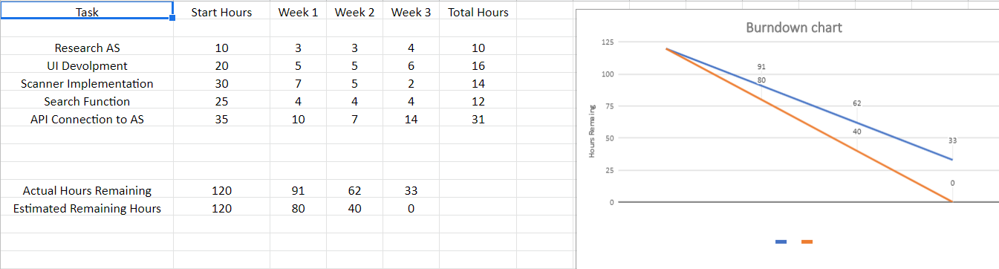 Task Start Hours Week 1 Week 2 Week 3 Total Hours
Research AS 10 3 3 4 10
UI Devolpment 20 5 5 6 16
Scanner Implementation 30 7 5 2 14
Search Function 25 4 4 4 12
API Connection to AS 35 10 7 14 31
Actual Hours Remaining 120 91 62 33
Estimated Remaining Hours 120 80 40 0
Burndown chart
Hours Remaing
125
100
75
50
25
0
91
80
62
40
33
0